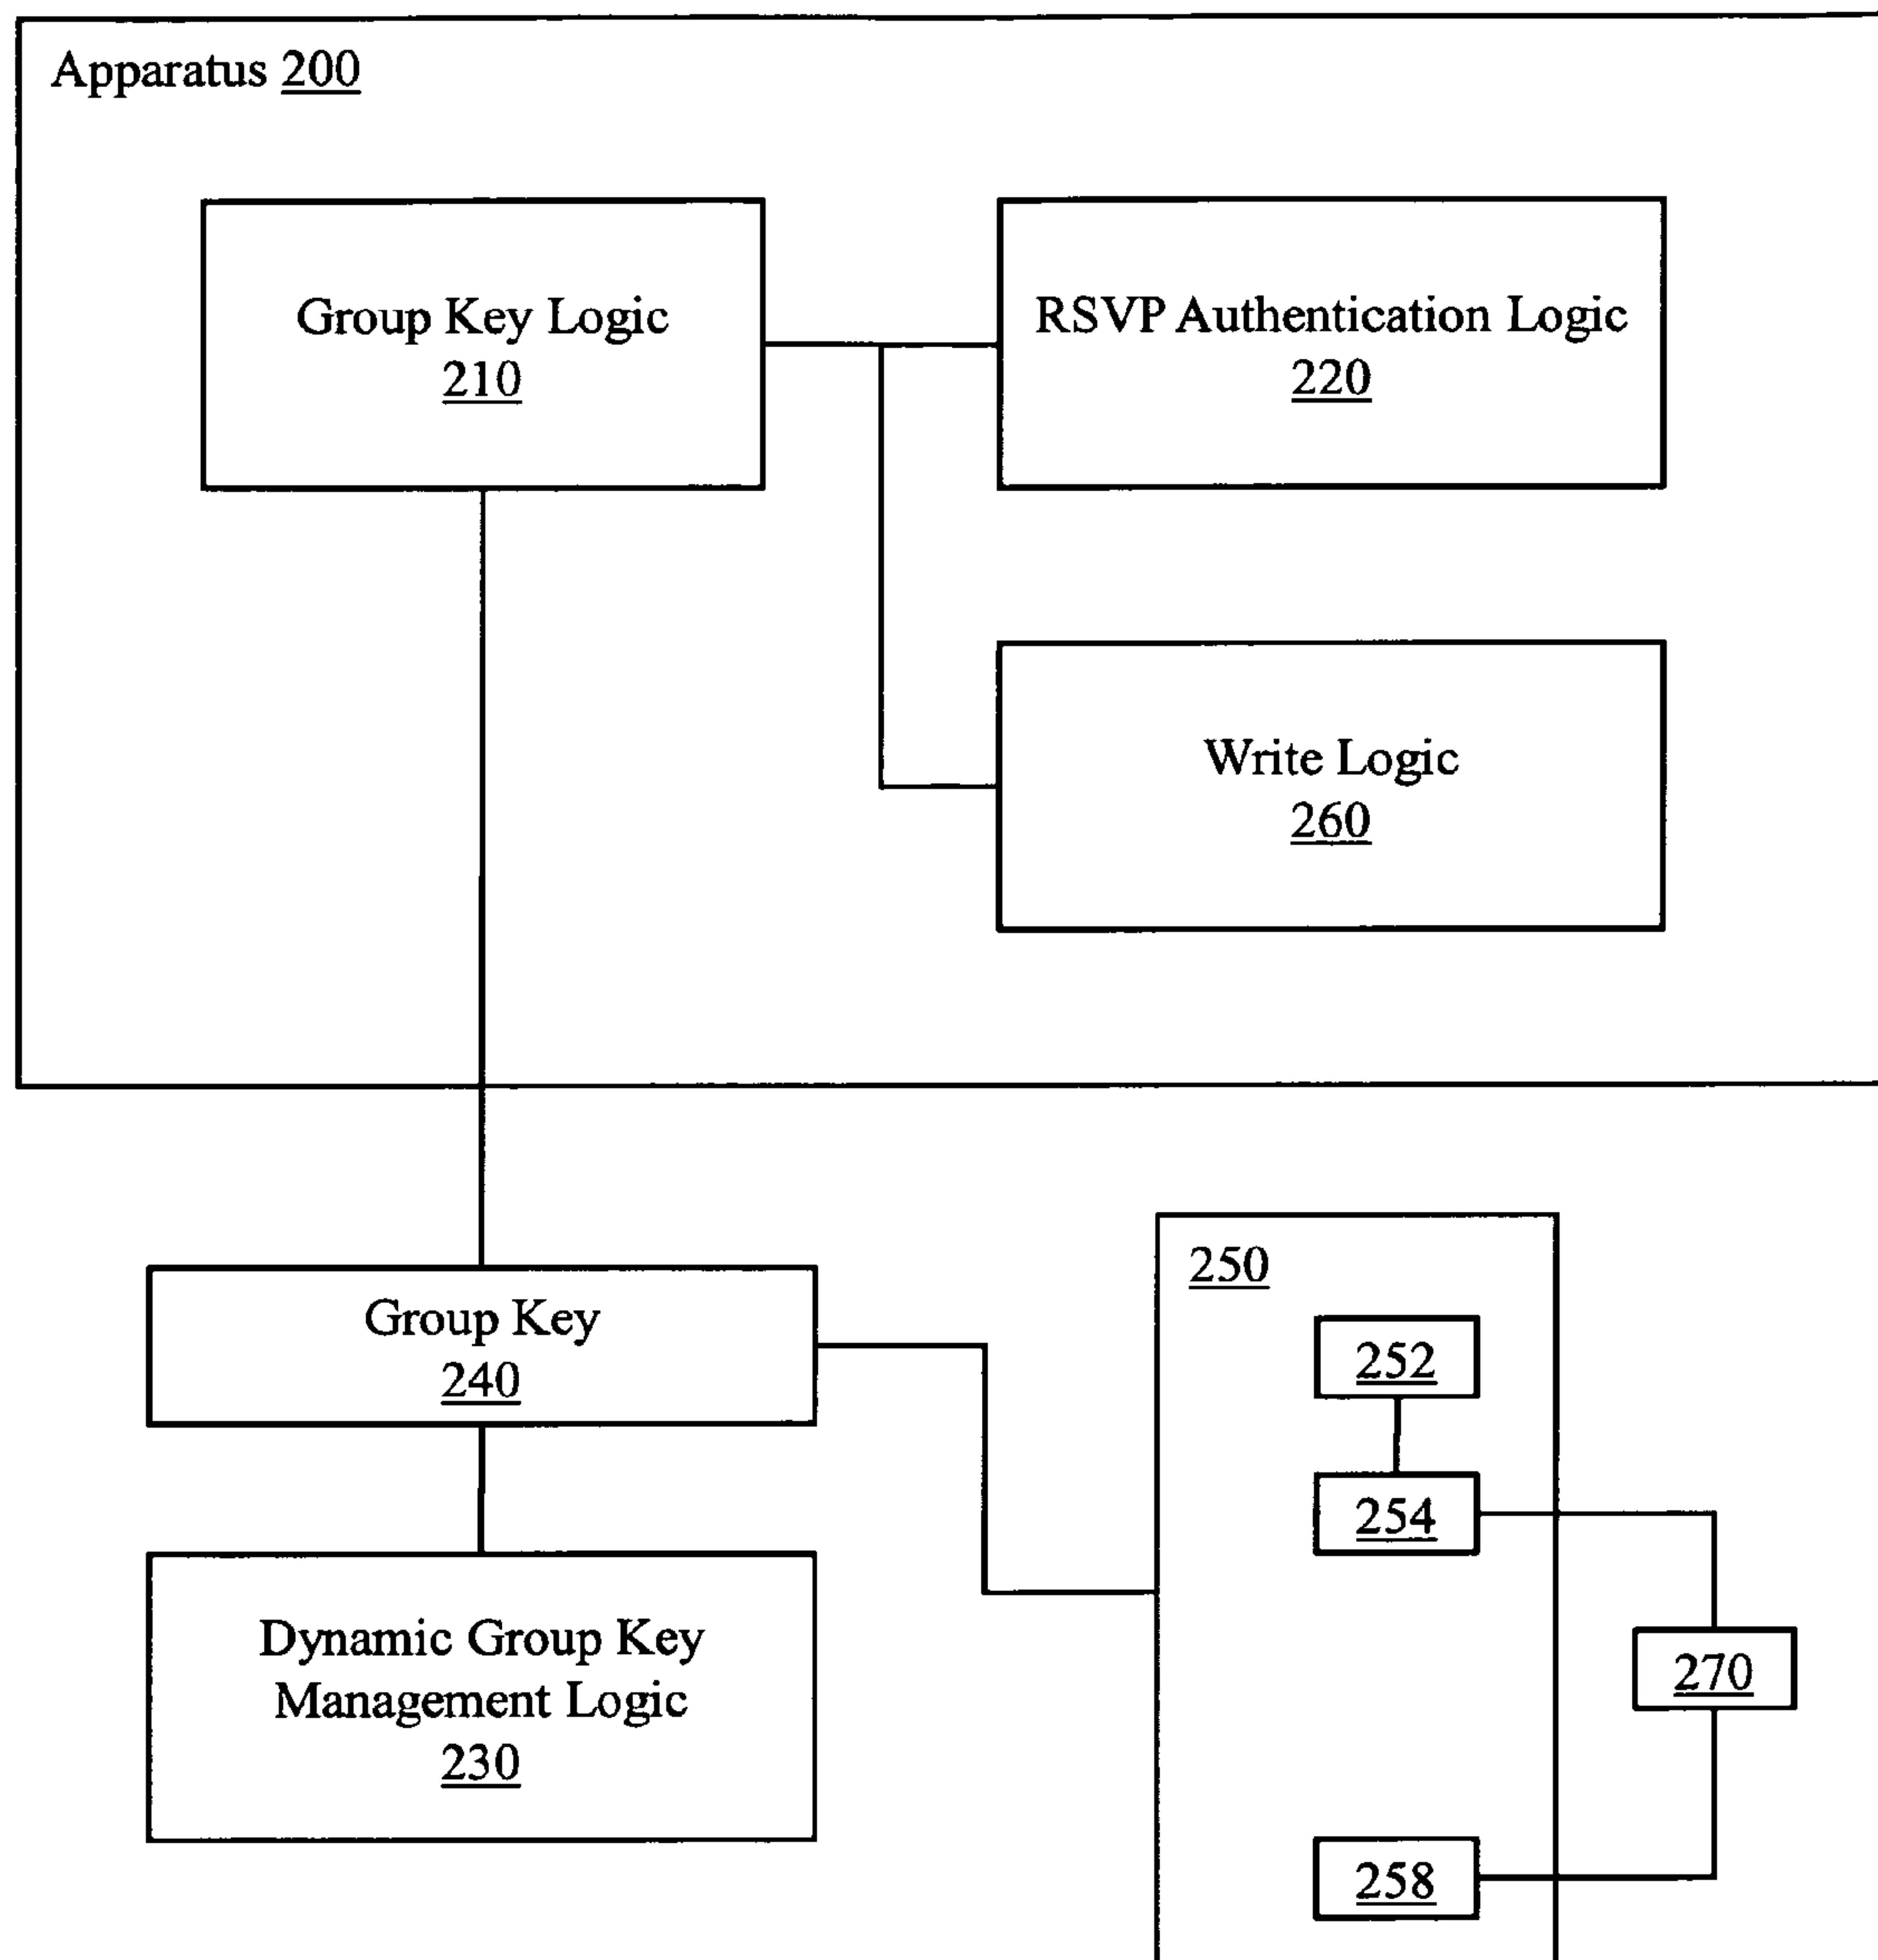 Apparatus 200
Group Key Logic
210
RSVP Authentication Logic
220
Write Logic
260
Group Key
240
Dynamic Group Key
Management Logic
230
250
252
254
270
258